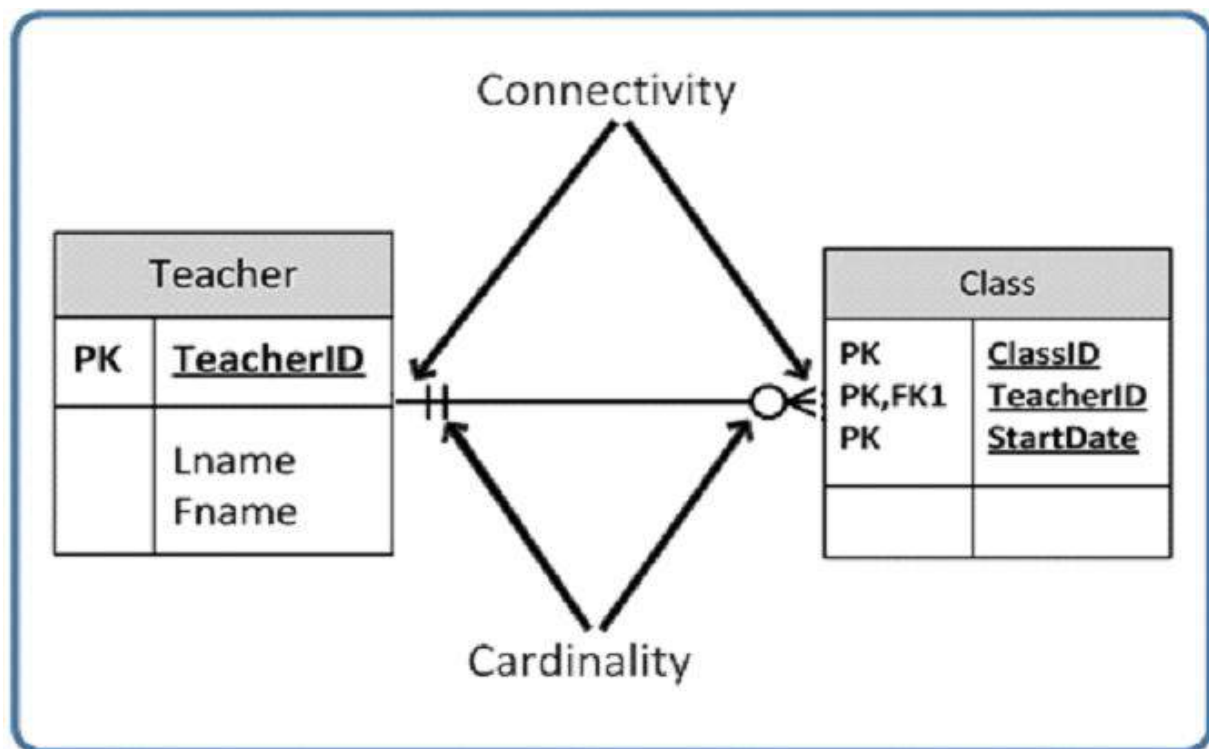 Connectivity
Teacher
PK TeacherID
Lname
Fname
Class
PK ClassID
PK,FK1 TeacherID
PK StartDate
Cardinality